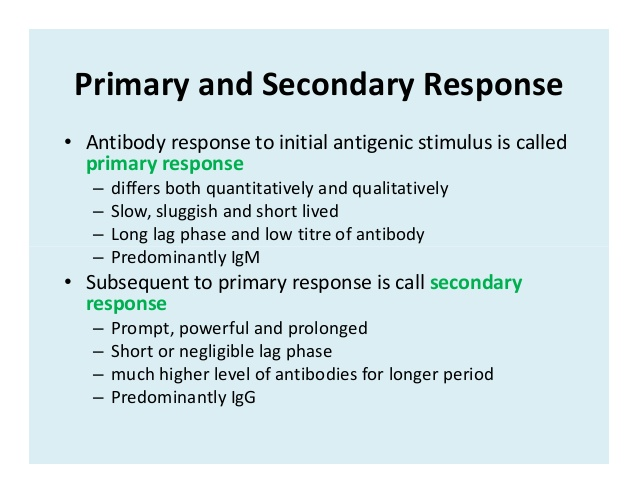 Primary and Secondary Response
• Antibody response to initial antigenic stimulus is called
primary response
– differs both quantitatively and qualitatively
– Slow, sluggish and short lived
– Long lag phase and low titre of antibody
– Predominantly IgM
• Subsequent to primary response is call secondary
response
– Prompt, powerful and prolonged
– Short or negligible lag phase
– much higher level of antibodies for longer period
– Predominantly IgG